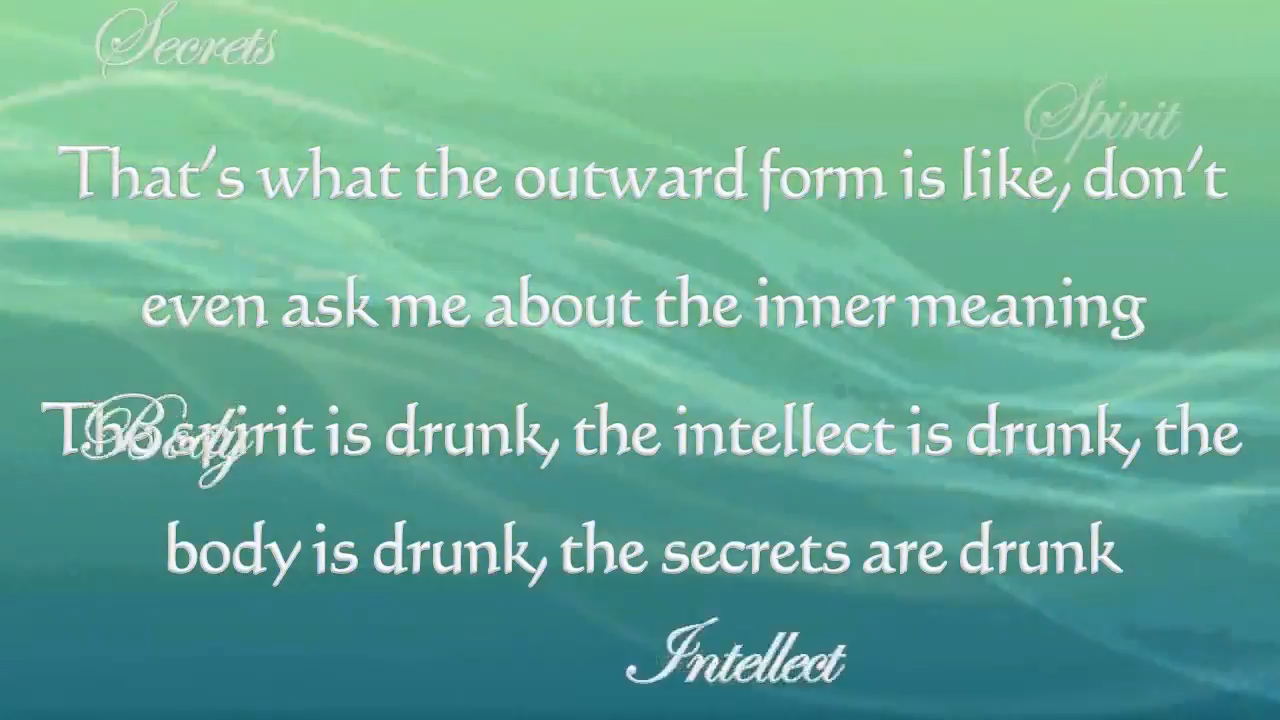 Secrets
Spirit
That's what the outward form is like, don't
even ask me about the inner meaning
The spirit is drunk, the intellect is drunk, the
Body
body is drunk, the secrets are drunk
Intellect